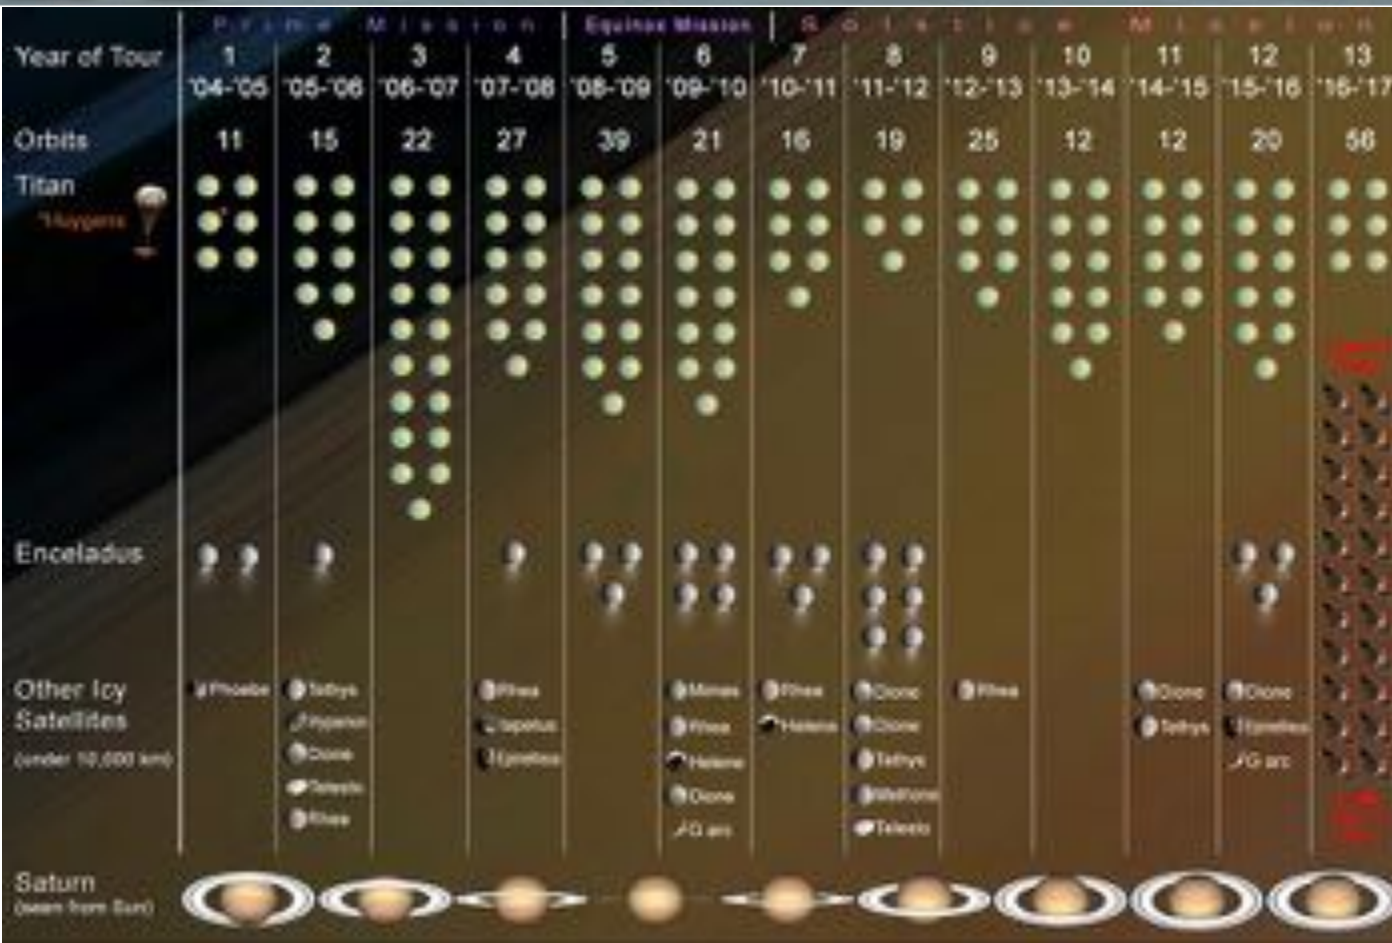 Prime Mission Equinox Mission Solstice Mission
Year of Tour 1 2 3 4 5 6 7 8 9 10 11 12 13
'04-'05 '05-'06 '06-'07 '07-'08 '08-'09 '09-'10 '10-'11 '11-'12 '12-'13 '13-'14 '14-'15 '15-'16 '16-'17
Orbits 11 15 22 27 39 21 16 19 25 12 12 20 56
Titan
*Huygens
Enceladus
Other Icy Phoebe Tethys Rhea Mimas Rhea Dione Rhea Dione Dione
Satellites Hyperion Iapetus Rhea Helene Dione Tethys Epimetheus
(under 10,000 km) Dione Helene Tethys G arc
Telesto Dione Methone
Rhea G arc Telesto
Saturn
(seen from Sun)